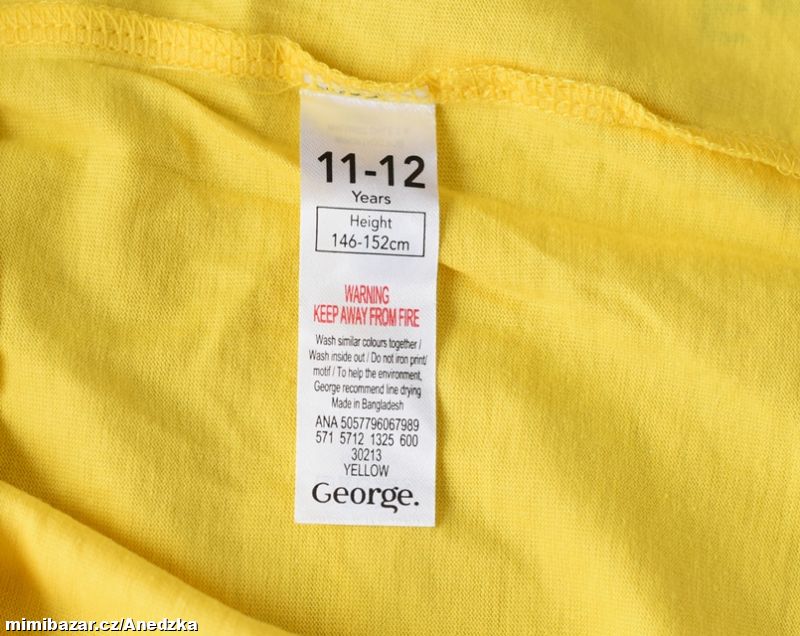 11-12
Years
Height
146-152cm
WARNING
KEEP AWAY FROM FIRE
Wash similar colours together /
Wash inside out / Do not iron print/
motif / To help the environment,
George recommend line drying
Made in Bangladesh
ANA 5057796067989
571 5712 1325 600
30213
YELLOW
George.
mimibazar.cz/Anedzka